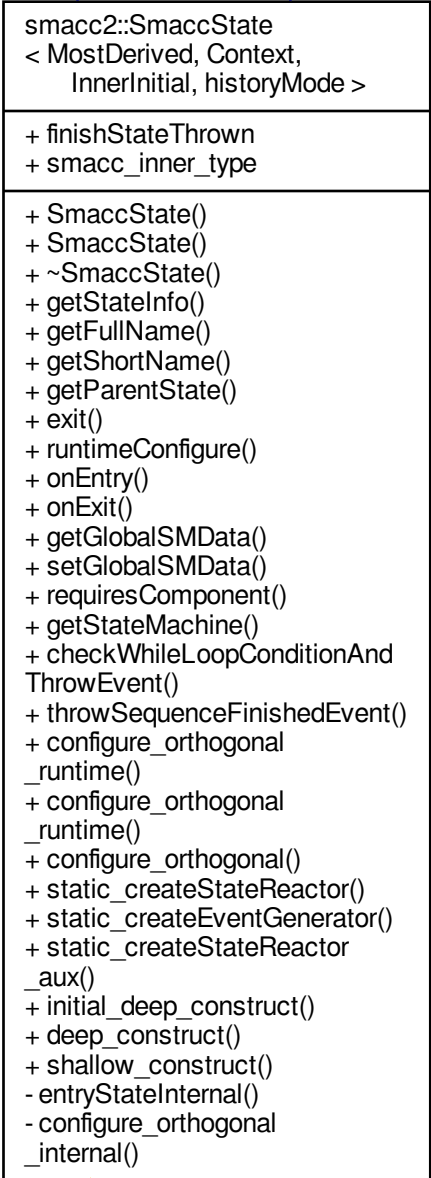 smacc2::SmaccState
< MostDerived, Context,
InnerInitial, historyMode >
+ finishStateThrown
+ smacc_inner_type
+ SmaccState()
+ SmaccState()
+ ~SmaccState()
+ getStateInfo()
+ getFullName()
+ getShortName()
+ getParentState()
+ exit()
+ runtimeConfigure()
+ onEntry()
+ onExit()
+ getGlobalSMData()
+ setGlobalSMData()
+ requiresComponent()
+ getStateMachine()
+ checkWhileLoopConditionAnd
ThrowEvent()
+ throwSequenceFinishedEvent()
+ configure_orthogonal
_runtime()
+ configure_orthogonal
_runtime()
+ configure_orthogonal()
+ static_createStateReactor()
+ static_createEventGenerator()
+ static_createStateReactor
_aux()
+ initial_deep_construct()
+ deep_construct()
+ shallow_construct()
- entryStateInternal()
- configure_orthogonal
_internal()